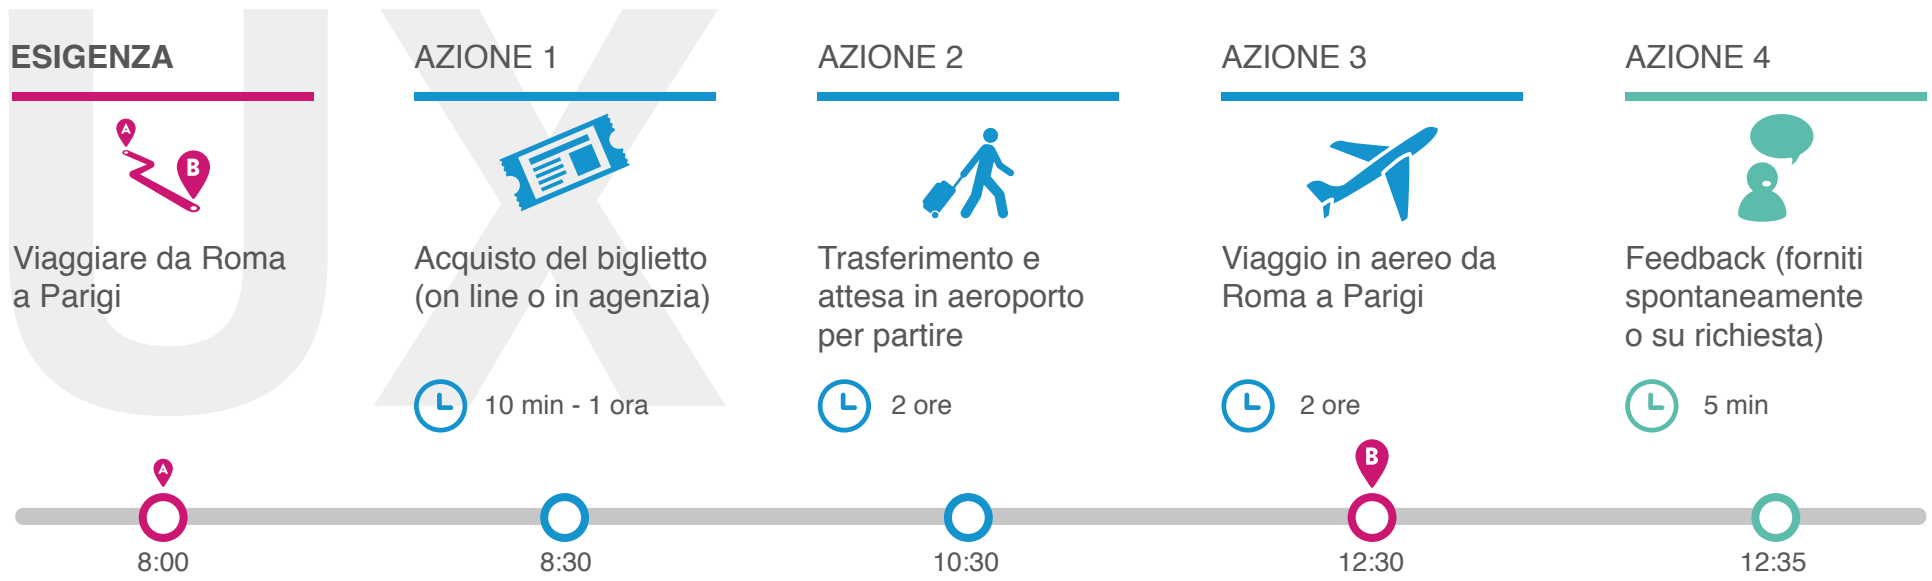 UX
ESIGENZA
A
B
Viaggiare da Roma
a Parigi
AZIONE 1
Acquisto del biglietto
(on line o in agenzia)
10 min - 1 ora
AZIONE 2
Trasferimento e
attesa in aeroporto
per partire
2 ore
AZIONE 3
Viaggio in aereo da
Roma a Parigi
2 ore
AZIONE 4
Feedback (forniti
spontaneamente
o su richiesta)
5 min
A
B
8:00
8:30
10:30
12:30
12:35